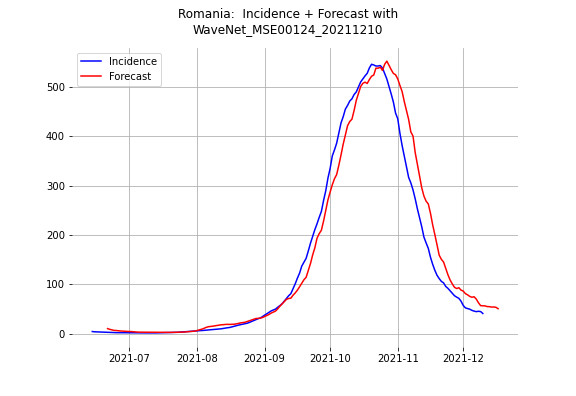 Romania:  Incidence + Forecast with
WaveNet_MSE00124_20211210
Incidence
Forecast
500
400
300
200
100
0
2021-07 2021-08 2021-09 2021-10 2021-11 2021-12